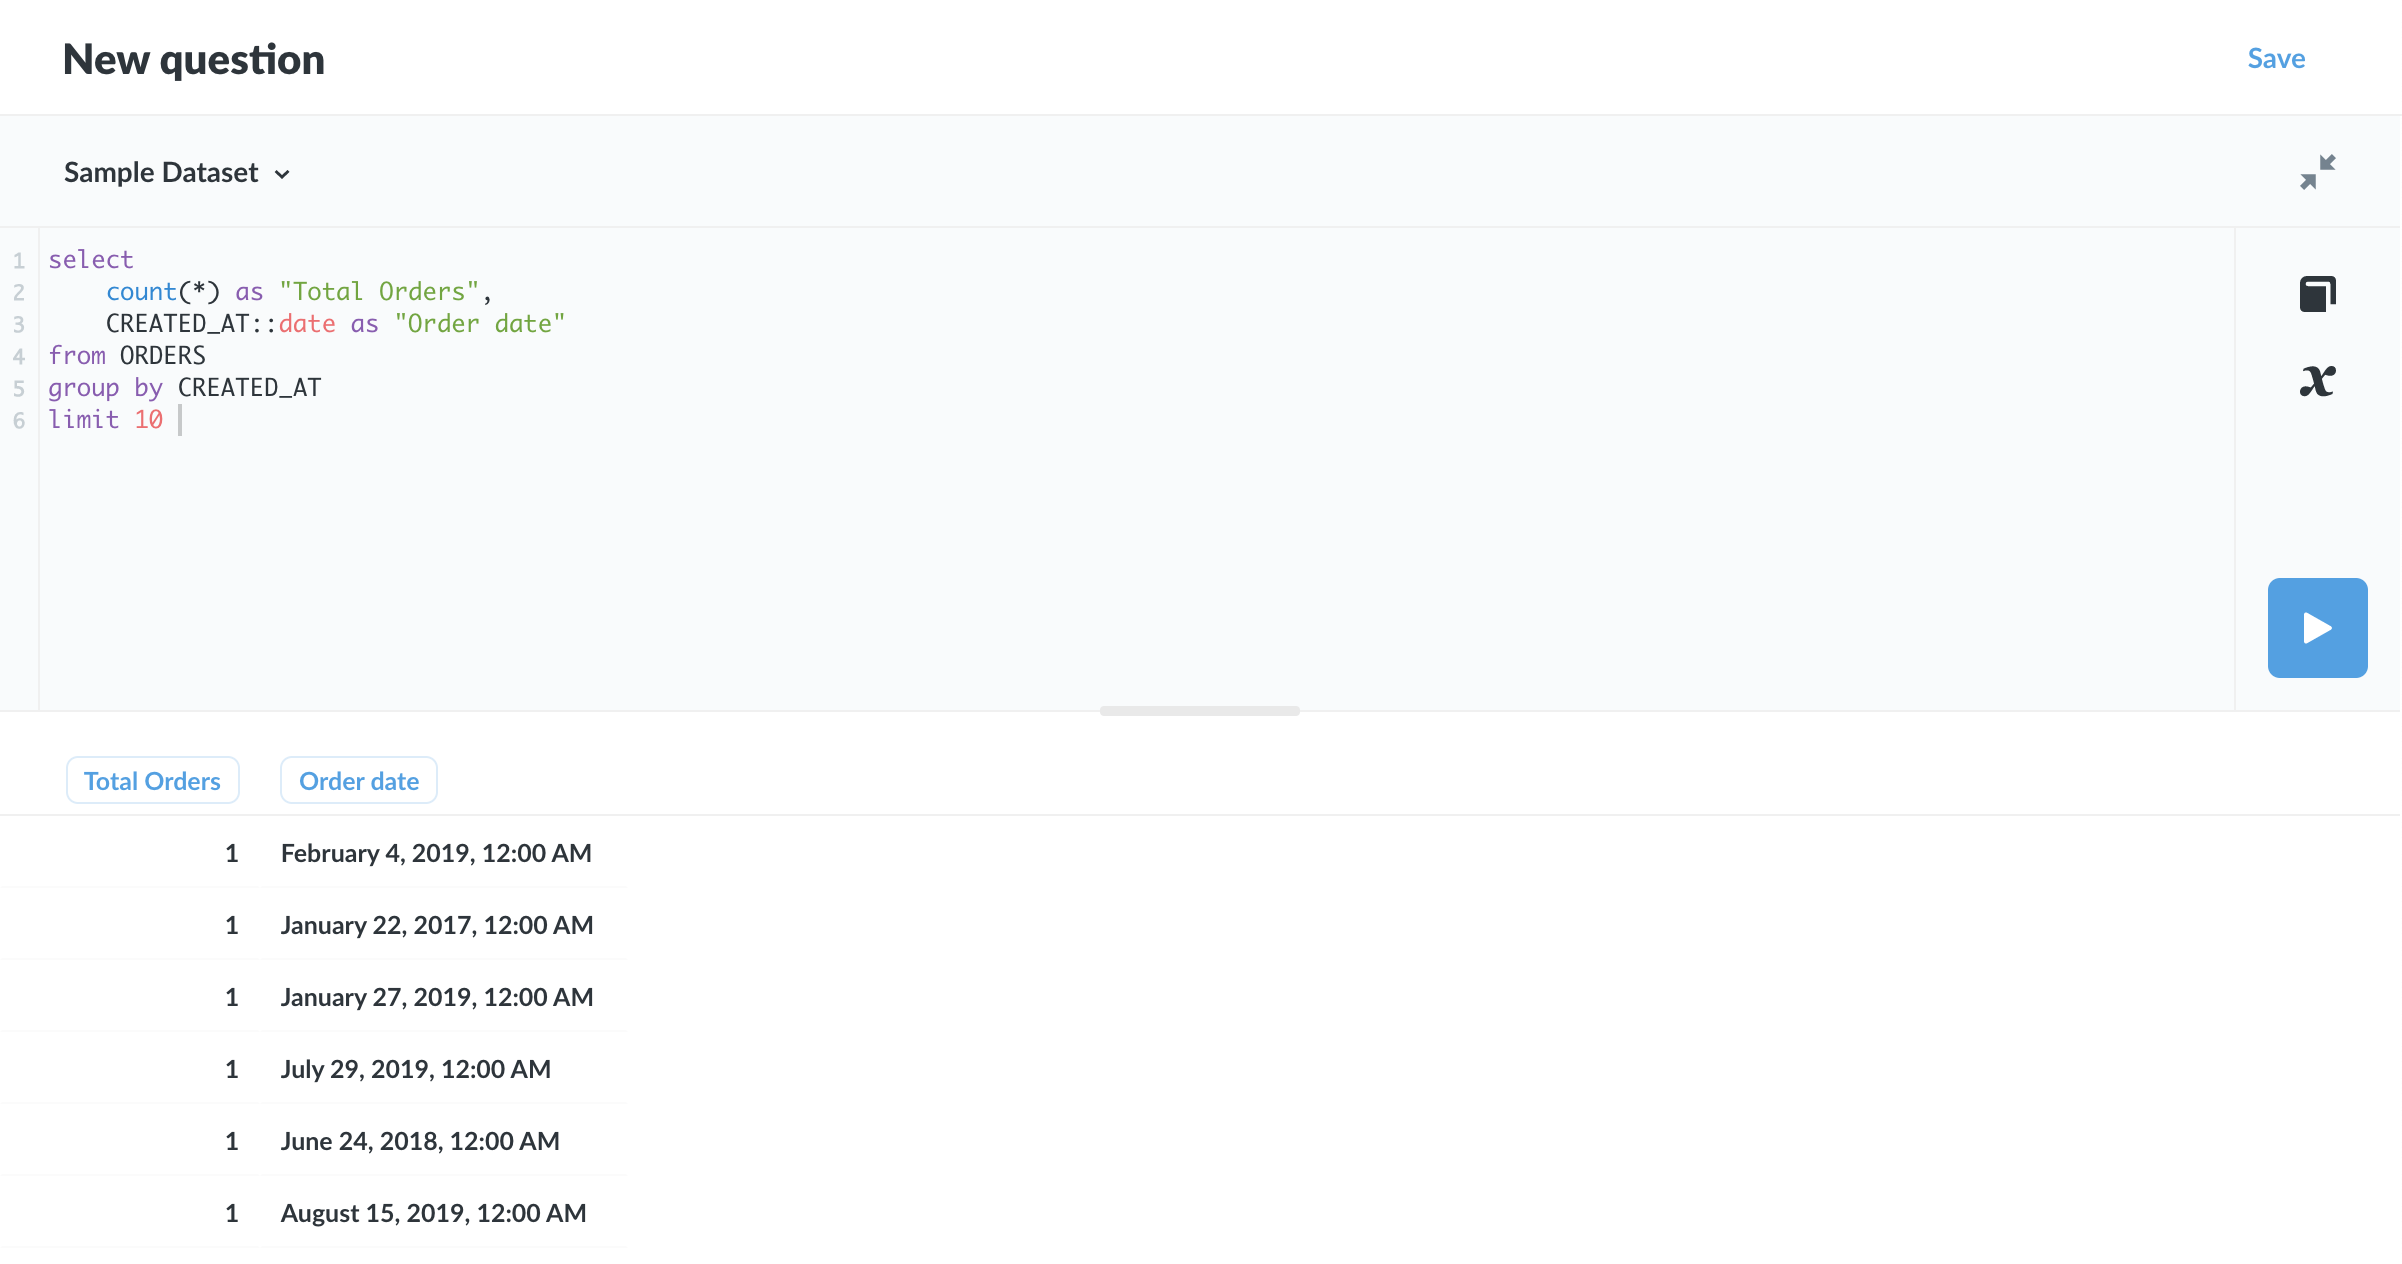 New question
Save
Sample Dataset
1 select
2     count(*) as "Total Orders",
3     CREATED_AT::date as "Order date"
4 from ORDERS
5 group by CREATED_AT
6 limit 10
x
Total Orders Order date
1 February 4, 2019, 12:00 AM
1 January 22, 2017, 12:00 AM
1 January 27, 2019, 12:00 AM
1 July 29, 2019, 12:00 AM
1 June 24, 2018, 12:00 AM
1 August 15, 2019, 12:00 AM